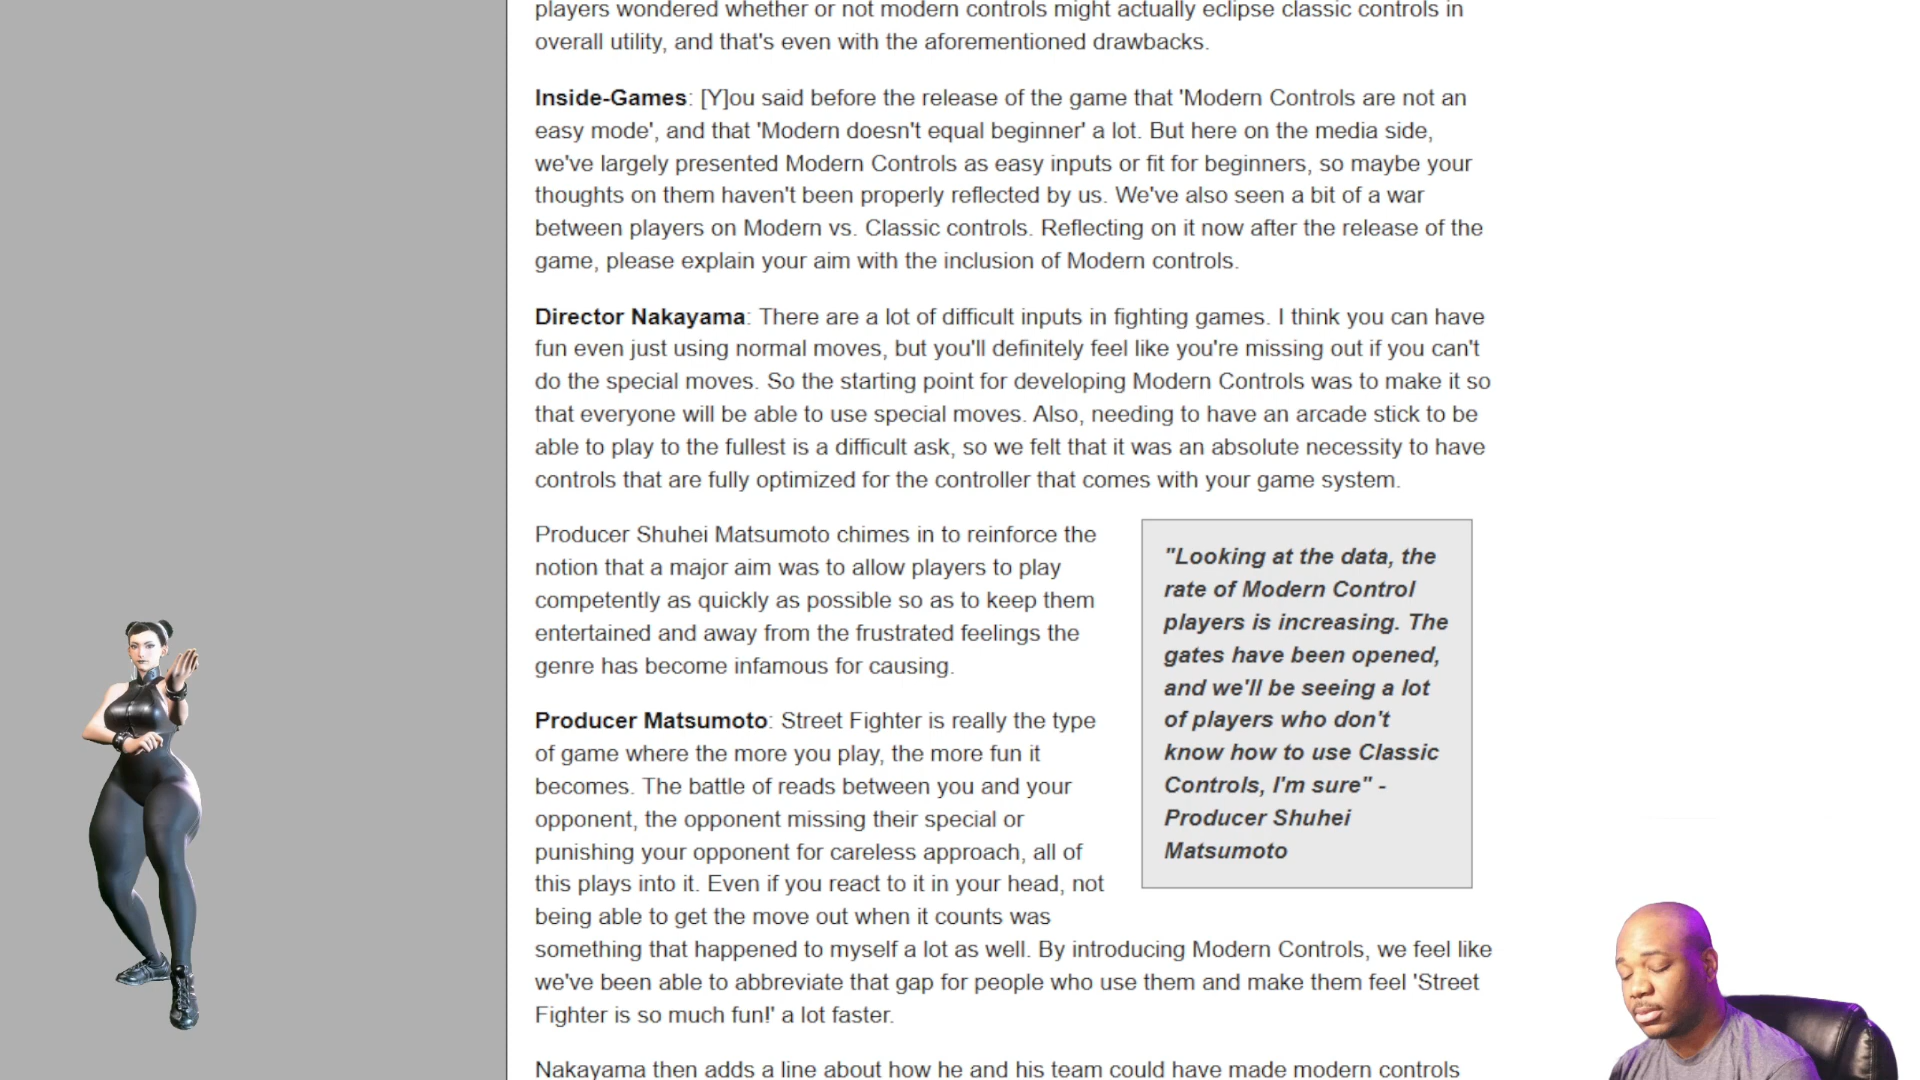 players wondered whether or not modern controls might actually eclipse classic controls in
overall utility, and that's even with the aforementioned drawbacks.
Inside-Games: [Y]ou said before the release of the game that 'Modern Controls are not an
easy mode', and that 'Modern doesn't equal beginner' a lot. But here on the media side,
we've largely presented Modern Controls as easy inputs or fit for beginners, so maybe your
thoughts on them haven't been properly reflected by us. We've also seen a bit of a war
between players on Modern vs. Classic controls. Reflecting on it now after the release of the
game, please explain your aim with the inclusion of Modern controls.
Director Nakayama: There are a lot of difficult inputs in fighting games. I think you can have
fun even just using normal moves, but you'll definitely feel like you're missing out if you can't
do the special moves. So the starting point for developing Modern Controls was to make it so
that everyone will be able to use special moves. Also, needing to have an arcade stick to be
able to play to the fullest is a difficult ask, so we felt that it was an absolute necessity to have
controls that are fully optimized for the controller that comes with your game system.
Producer Shuhei Matsumoto chimes in to reinforce the
notion that a major aim was to allow players to play
competently as quickly as possible so as to keep them
entertained and away from the frustrated feelings the
genre has become infamous for causing.
"Looking at the data, the
rate of Modern Control
players is increasing. The
gates have been opened,
and we'll be seeing a lot
of players who don't
know how to use Classic
Controls, I'm sure" -
Producer Shuhei
Matsumoto
Producer Matsumoto: Street Fighter is really the type
of game where the more you play, the more fun it
becomes. The battle of reads between you and your
opponent, the opponent missing their special or
punishing your opponent for careless approach, all of
this plays into it. Even if you react to it in your head, not
being able to get the move out when it counts was
something that happened to myself a lot as well. By introducing Modern Controls, we feel like
we've been able to abbreviate that gap for people who use them and make them feel 'Street
Fighter is so much fun!' a lot faster.
Nakayama then adds a line about how he and his team could have made modern controls